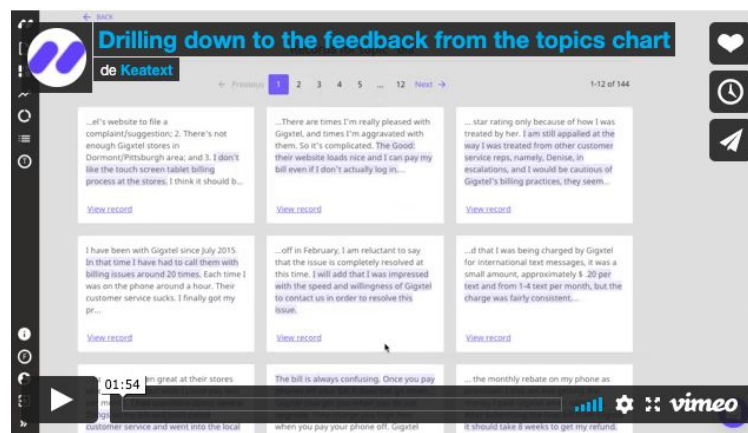 ← BACK
Drilling down to the feedback from the topics chart
de Keatext
← Previous 1 2 3 4 5 ... 12 Next →
1-12 of 144
...el's website to file a
complaint/suggestion; 2. There's not
enough Gigxtel stores in
Dormont/Pittsburgh area; and 3. I don't
like the touch screen tablet billing
process at the stores. I think it should b...
View record
...There are times I'm really pleased with
Gigxtel, and times I'm aggravated with
them. So it's complicated. The Good:
their website loads nice and I can pay my
bill even if I don't actually log in,...
View record
... star rating only because of how I was
treated by her. I am still appalled at the
way I was treated from other customer
service reps, namely, Denise, in
escalations, and I would be cautious of
Gigxtel's billing practices, they seem...
View record
I have been with Gigxtel since July 2015.
In that time I have had to call them with
billing issues around 20 times. Each time I
was on the phone around a hour. Their
customer service sucks. I finally got my
pr...
View record
...off in February, I am reluctant to say
that the issue is completely resolved at
this time. I will add that I was impressed
with the speed and willingness of Gigxtel
to contact us in order to resolve this
issue.
View record
...d that I was being charged by Gigxtel
for international text messages, it was a
small amount, approximately $ .20 per
text and from 1-4 text per month, but the
charge was fairly consistent....
View record
en great at their stores
customer service and went into the local
The bill is always confusing. Once you pay
when you pay your phone off. Gigxtel
... the monthly rebate on my phone as
it should take 8 weeks to get my refund.
01:54
vimeo